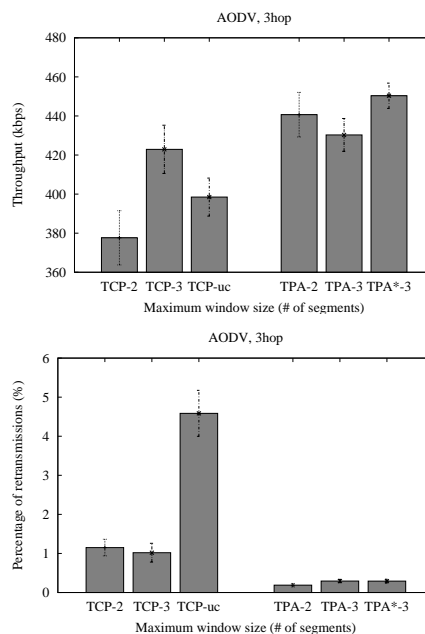 AODV, 3hop
Throughput (kbps)
480
460
440
420
400
380
360
TCP-2 TCP-3 TCP-uc TPA-2 TPA-3 TPA*-3
Maximum window size (# of segments)
AODV, 3hop
Percentage of retransmissions (%)
6
5
4
3
2
1
0
TCP-2 TCP-3 TCP-uc TPA-2 TPA-3 TPA*-3
Maximum window size (# of segments)